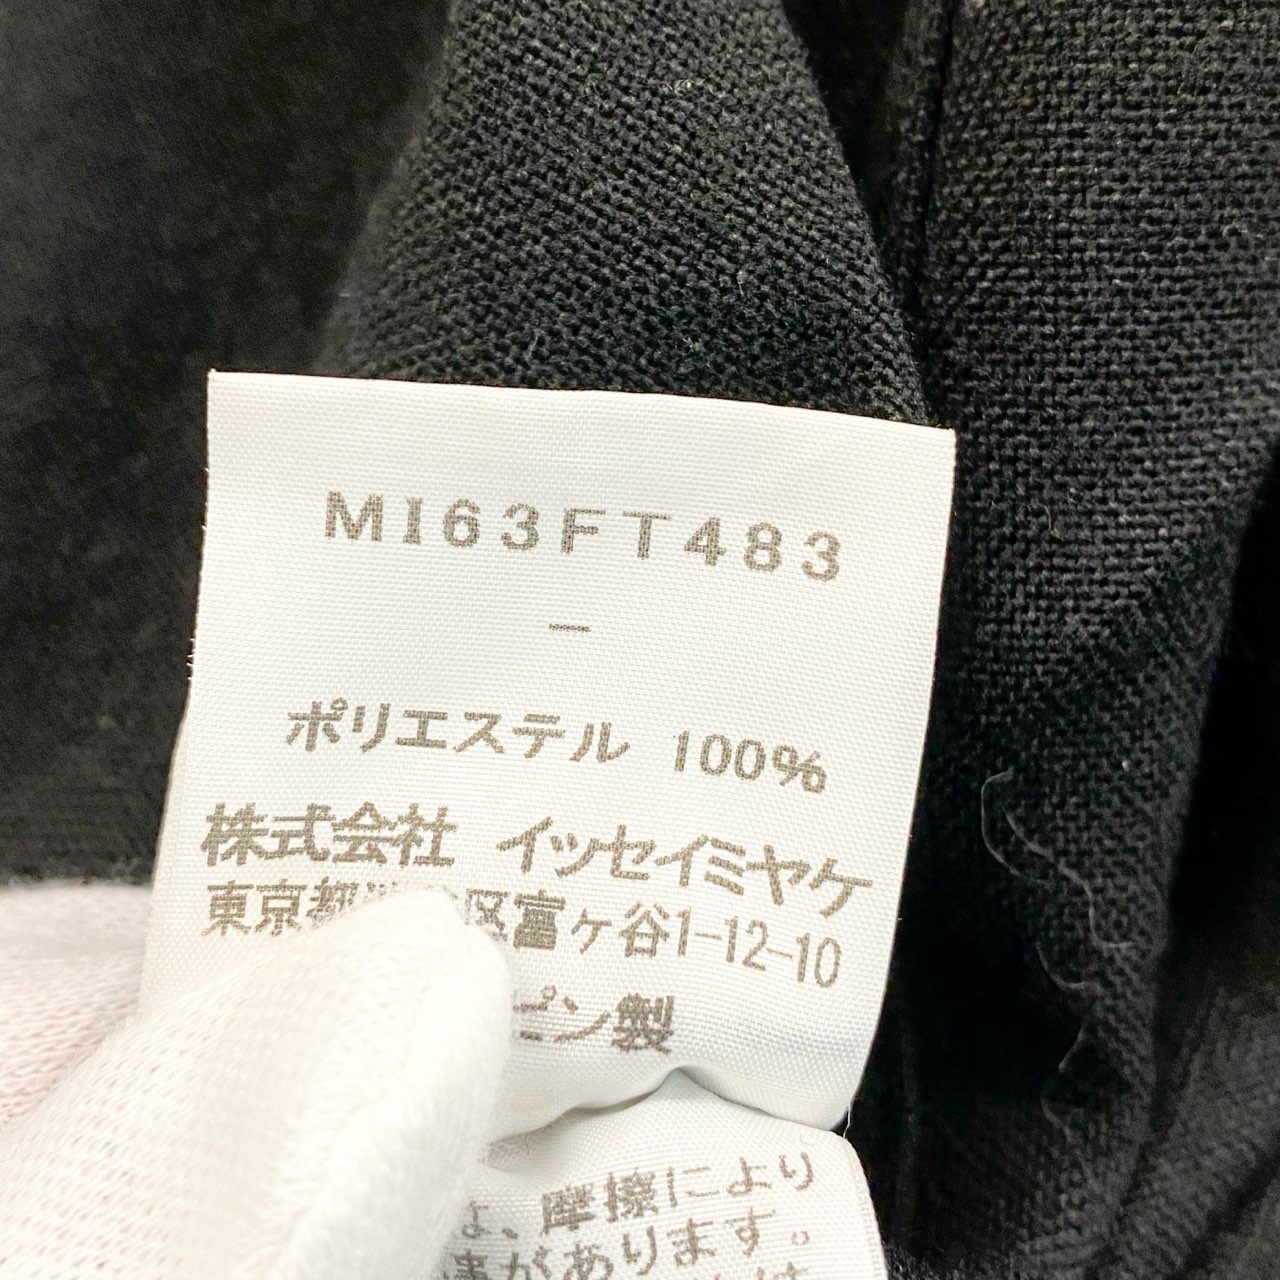 MI63FT483
-
ポリエステル 100%
株式会社 イッセイミヤケ
東京都 区富ヶ谷1-12-10
ピン製
は、摩擦により
があります。